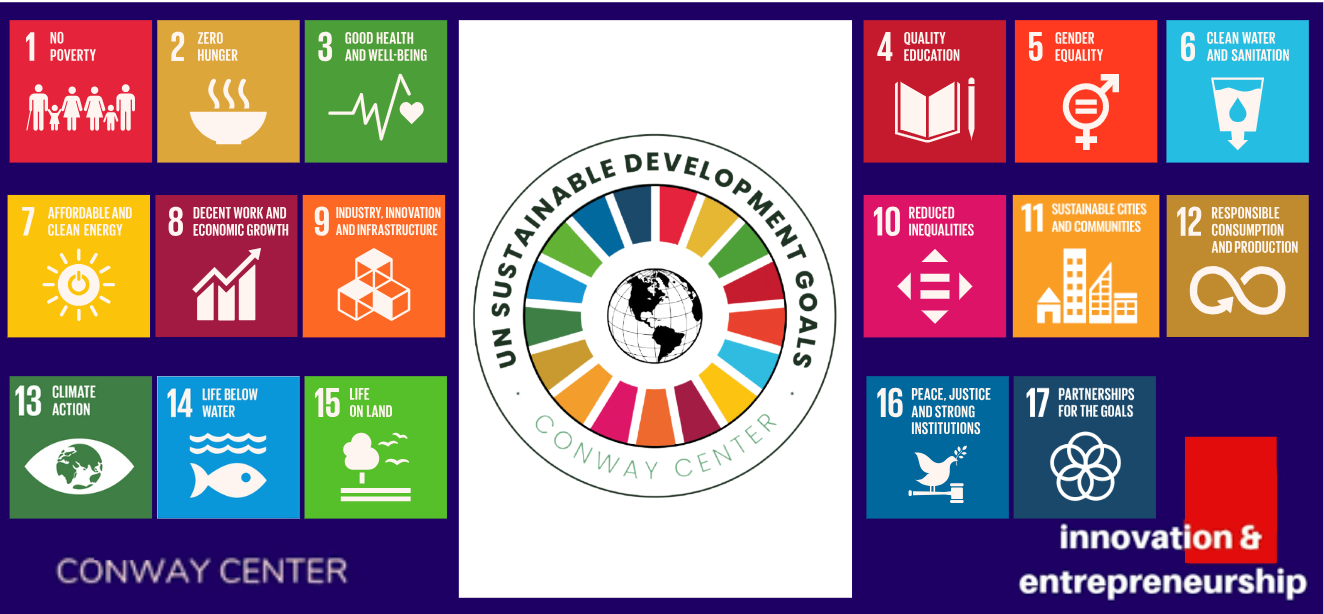 1 NO
POVERTY
2 ZERO
HUNGER
3 GOOD HEALTH
AND WELL-BEING
7 AFFORDABLE AND
CLEAN ENERGY
8 DECENT WORK AND
ECONOMIC GROWTH
9 INDUSTRY, INNOVATION
AND INFRASTRUCTURE
13 CLIMATE
ACTION
14 LIFE BELOW
WATER
15 LIFE
ON LAND
CONWAY CENTER
UN SUSTAINABLE DEVELOPMENT GOALS
· CONWAY CENTER ·
4 QUALITY
EDUCATION
5 GENDER
EQUALITY
6 CLEAN WATER
AND SANITATION
10 REDUCED
INEQUALITIES
11 SUSTAINABLE CITIES
AND COMMUNITIES
12 RESPONSIBLE
CONSUMPTION
AND PRODUCTION
16 PEACE, JUSTICE
AND STRONG
INSTITUTIONS
17 PARTNERSHIPS
FOR THE GOALS
innovation &
entrepreneurship